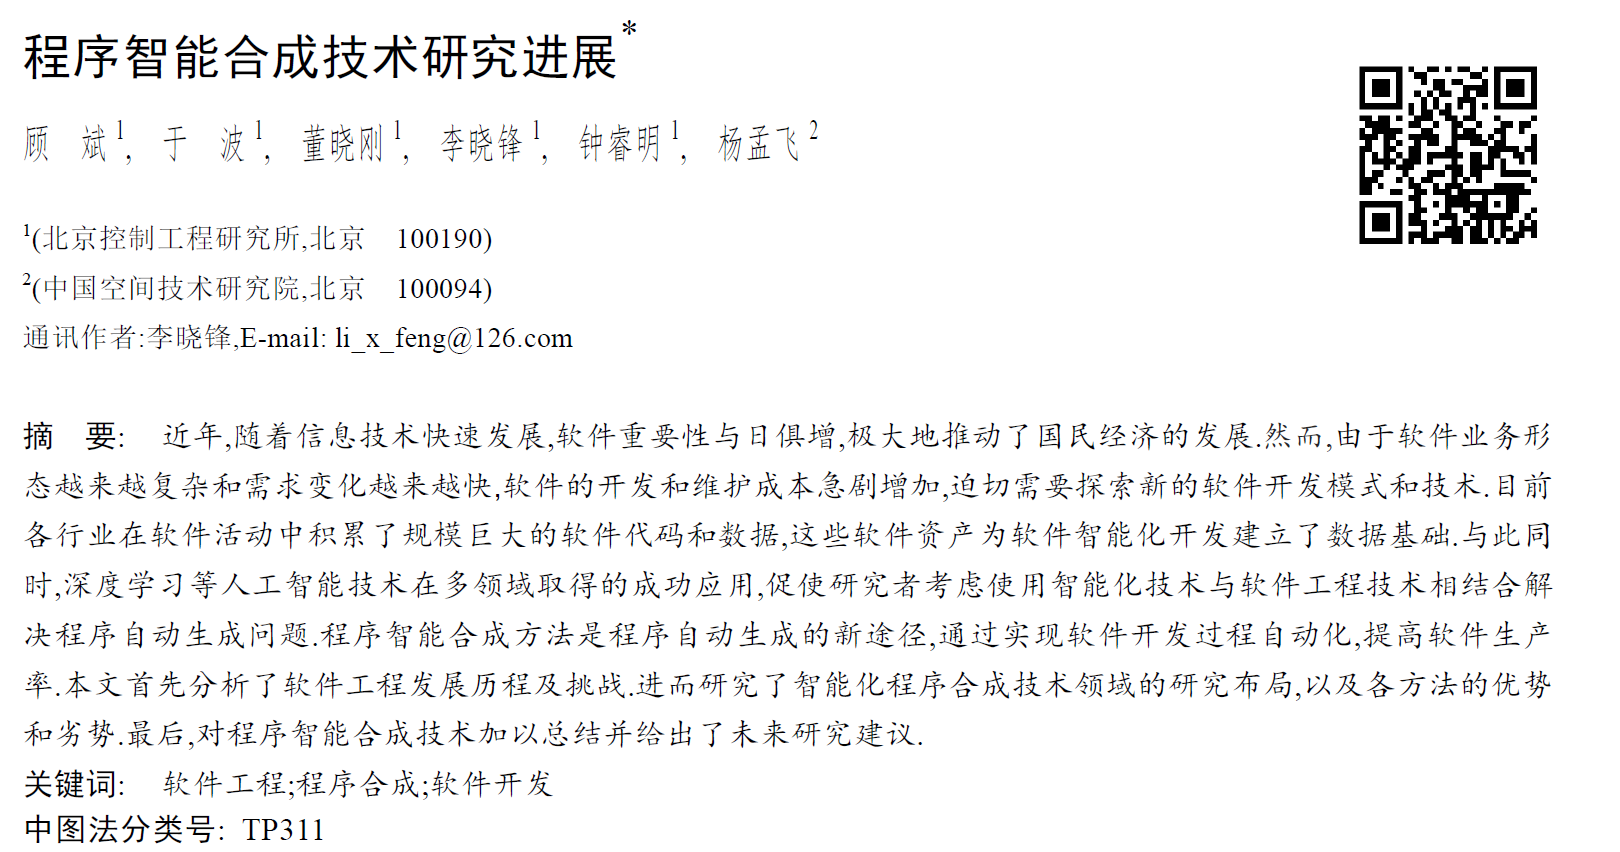 程序智能合成技术研究进展*
顾 斌1, 于 波1, 董晓刚1, 李晓锋1, 钟睿明1, 杨孟飞2
1(北京控制工程研究所,北京 100190)
2(中国空间技术研究院,北京 100094)
通讯作者:李晓锋,E-mail: li_x_feng@126.com
摘 要: 近年,随着信息技术快速发展,软件重要性与日俱增,极大地推动了国民经济的发展.然而,由于软件业务形
态越来越复杂和需求变化越来越快,软件的开发和维护成本急剧增加,迫切需要探索新的软件开发模式和技术.目前
各行业在软件活动中积累了规模巨大的软件代码和数据,这些软件资产为软件智能化开发建立了数据基础.与此同
时,深度学习等人工智能技术在多领域取得的成功应用,促使研究者考虑使用智能化技术与软件工程技术相结合解
决程序自动生成问题.程序智能合成方法是程序自动生成的新途径,通过实现软件开发过程自动化,提高软件生产
率.本文首先分析了软件工程发展历程及挑战.进而研究了智能化程序合成技术领域的研究布局,以及各方法的优势
和劣势.最后,对程序智能合成技术加以总结并给出了未来研究建议.
关键词: 软件工程;程序合成;软件开发
中图法分类号: TP311